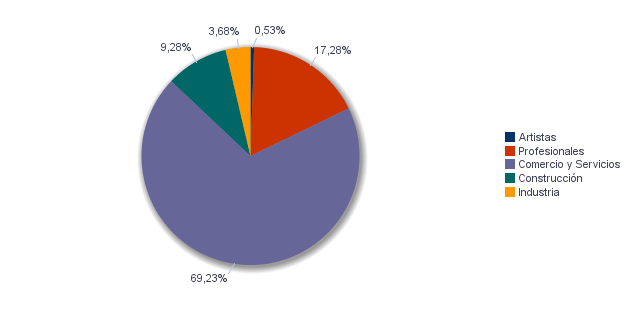 3,68%
0,53%
9,28%
17,28%
69,23%
Artistas
Profesionales
Comercio y Servicios
Construcción
Industria